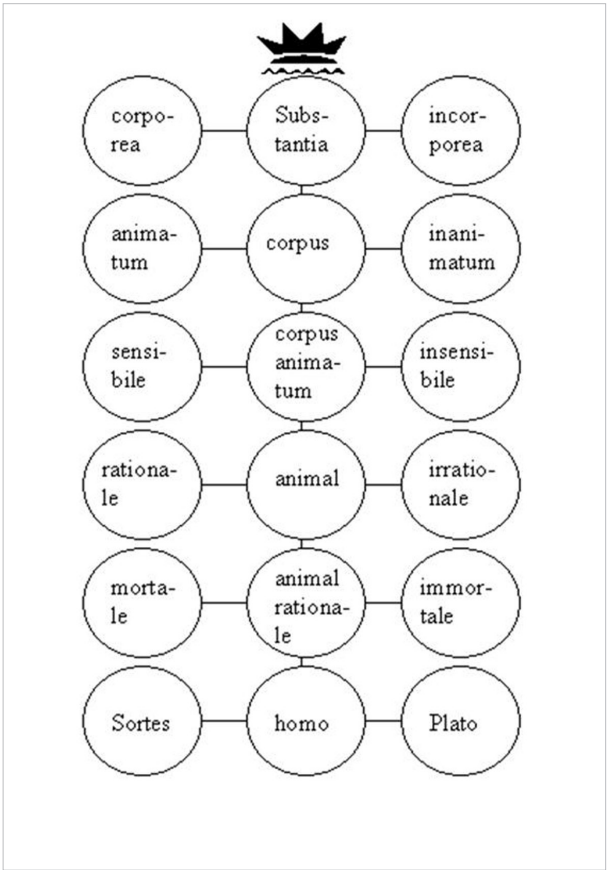 corpo-
rea
Subs-
tantia
incor-
porea
anima-
tum
corpus
inani-
matum
sensi-
bile
corpus
anima-
tum
insensi-
bile
rationa-
le
animal
irratio-
nale
morta-
le
animal
rationa-
le
immor-
tale
Sortes
homo
Plato